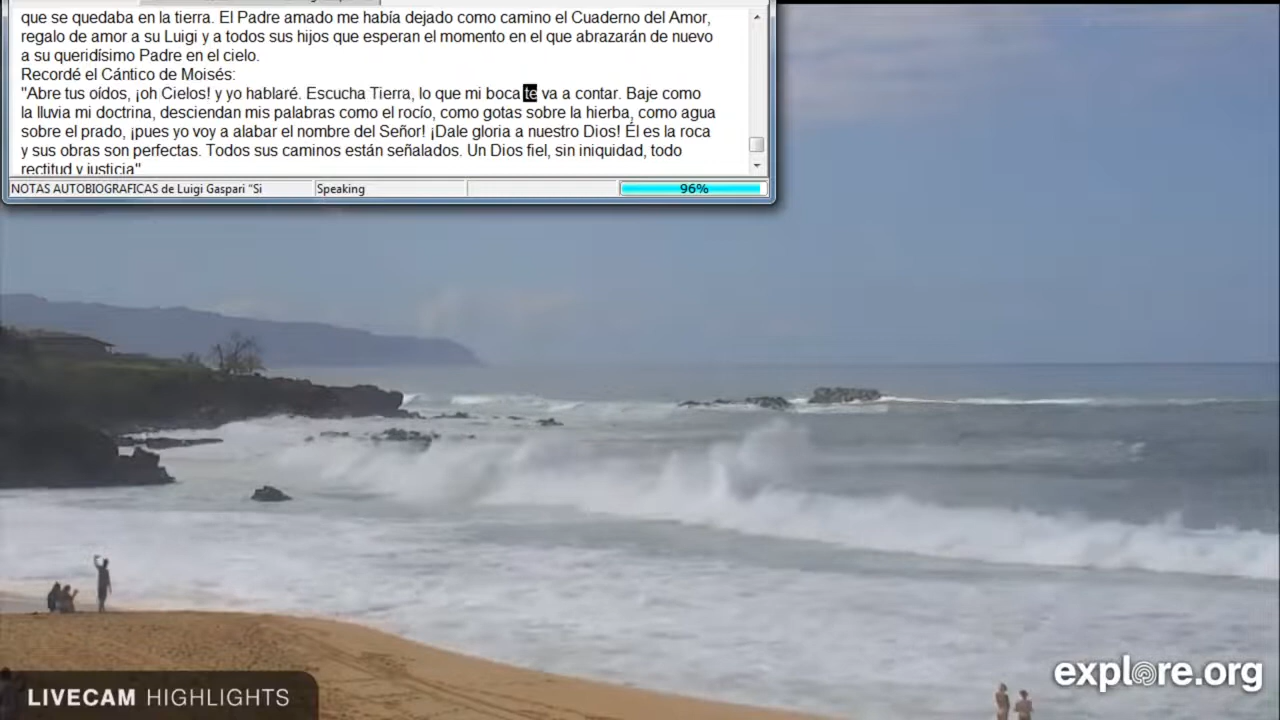 que se quedaba en la tierra. El Padre amado me había dejado como camino el Cuaderno del Amor,
regalo de amor a su Luigi y a todos sus hijos que esperan el momento en el que abrazarán de nuevo
a su queridísimo Padre en el cielo.
Recordé el Cántico de Moisés:
"Abre tus oídos, ¡oh Cielos! y yo hablaré. Escucha Tierra, lo que mi boca te va a contar. Baje como
la lluvia mi doctrina, desciendan mis palabras como el rocío, como gotas sobre la hierba, como agua
sobre el prado, ¡pues yo voy a alabar el nombre del Señor! ¡Dale gloria a nuestro Dios! Él es la roca
y sus obras son perfectas. Todos sus caminos están señalados. Un Dios fiel, sin iniquidad, todo
rectitud y justicia"
NOTAS AUTOBIOGRAFICAS de Luigi Gaspari "Si
Speaking
96%
explore.org
LIVECAM HIGHLIGHTS